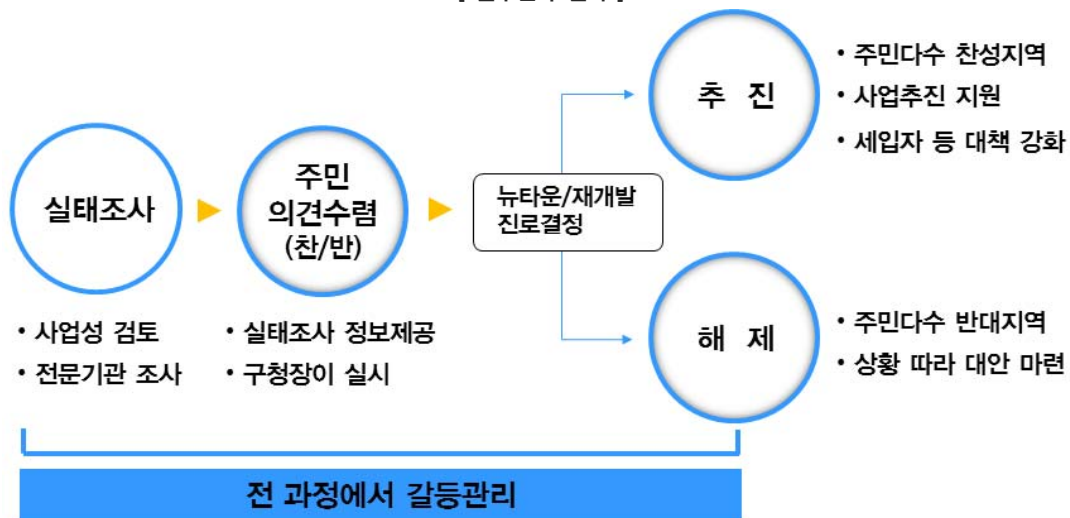 실태조사
• 사업성 검토
• 전문기관 조사
주민
의견수렴
(찬/반)
• 실태조사 정보제공
• 구청장이 실시
뉴타운/재개발
진로결정
추 진
• 주민다수 찬성지역
• 사업추진 지원
• 세입자 등 대책 강화
해 제
• 주민다수 반대지역
• 상황 따라 대안 마련
전 과정에서 갈등관리